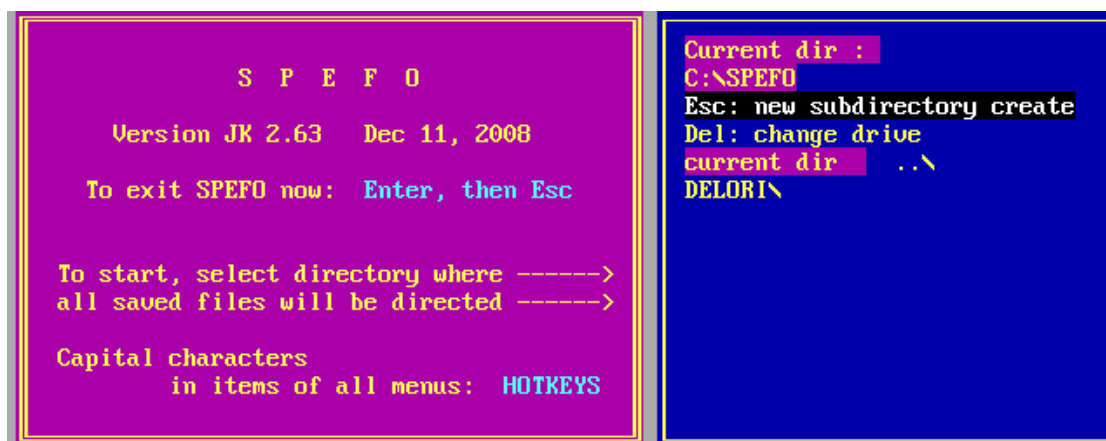 S P E F O
Version JK 2.63 Dec 11, 2008
To exit SPEFO now: Enter, then Esc
To start, select directory where ------>
all saved files will be directed ------>
Capital characters
in items of all menus: HOTKEYS
Current dir :
C:\SPEFO
Esc: new subdirectory create
Del: change drive
current dir ..\
DELORI\